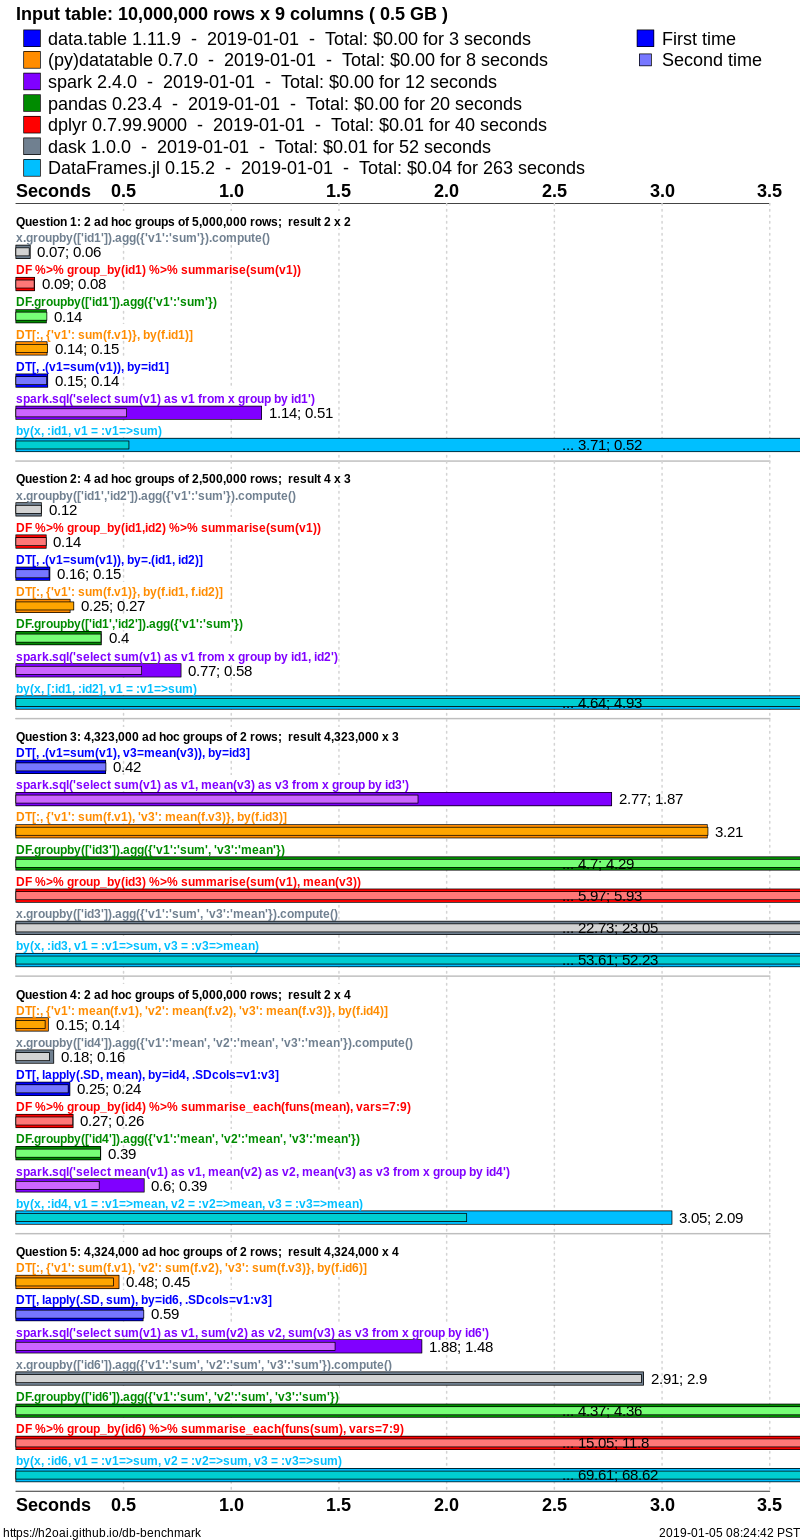 Input table: 10,000,000 rows x 9 columns ( 0.5 GB )
data.table 1.11.9 - 2019-01-01 - Total: $0.00 for 3 seconds
First time
(py)datatable 0.7.0 - 2019-01-01 - Total: $0.00 for 8 seconds
Second time
spark 2.4.0 - 2019-01-01 - Total: $0.00 for 12 seconds
pandas 0.23.4 - 2019-01-01 - Total: $0.00 for 20 seconds
dplyr 0.7.99.9000 - 2019-01-01 - Total: $0.01 for 40 seconds
dask 1.0.0 - 2019-01-01 - Total: $0.01 for 52 seconds
DataFrames.jl 0.15.2 - 2019-01-01 - Total: $0.04 for 263 seconds
Seconds 0.5 1.0 1.5 2.0 2.5 3.0 3.5
Question 1: 2 ad hoc groups of 5,000,000 rows; result 2 x 2
x.groupby(['id1']).agg({'v1':'sum'}).compute()
0.07; 0.06
DF %>% group_by(id1) %>% summarise(sum(v1))
0.09; 0.08
DF.groupby(['id1']).agg({'v1':'sum'})
0.14
DT[:, {'v1': sum(f.v1)}, by(f.id1)]
0.14; 0.15
DT[, .(v1=sum(v1)), by=id1]
0.15; 0.14
spark.sql('select sum(v1) as v1 from x group by id1')
1.14; 0.51
by(x, :id1, v1 = :v1=>sum)
... 3.71; 0.52
Question 2: 4 ad hoc groups of 2,500,000 rows; result 4 x 3
x.groupby(['id1','id2']).agg({'v1':'sum'}).compute()
0.12
DF %>% group_by(id1,id2) %>% summarise(sum(v1))
0.14
DT[, .(v1=sum(v1)), by=.(id1, id2)]
0.16; 0.15
DT[:, {'v1': sum(f.v1)}, by(f.id1, f.id2)]
0.25; 0.27
DF.groupby(['id1','id2']).agg({'v1':'sum'})
0.4
spark.sql('select sum(v1) as v1 from x group by id1, id2')
0.77; 0.58
by(x, [:id1, :id2], v1 = :v1=>sum)
... 4.64; 4.93
Question 3: 4,323,000 ad hoc groups of 2 rows; result 4,323,000 x 3
DT[, .(v1=sum(v1), v3=mean(v3)), by=id3]
0.42
spark.sql('select sum(v1) as v1, mean(v3) as v3 from x group by id3')
2.77; 1.87
DT[:, {'v1': sum(f.v1), 'v3': mean(f.v3)}, by(f.id3)]
3.21
DF.groupby(['id3']).agg({'v1':'sum', 'v3':'mean'})
... 4.7; 4.29
DF %>% group_by(id3) %>% summarise(sum(v1), mean(v3))
... 5.97; 5.93
x.groupby(['id3']).agg({'v1':'sum', 'v3':'mean'}).compute()
... 22.73; 23.05
by(x, :id3, v1 = :v1=>sum, v3 = :v3=>mean)
... 53.61; 52.23
Question 4: 2 ad hoc groups of 5,000,000 rows; result 2 x 4
DT[:, {'v1': mean(f.v1), 'v2': mean(f.v2), 'v3': mean(f.v3)}, by(f.id4)]
0.15; 0.14
x.groupby(['id4']).agg({'v1':'mean', 'v2':'mean', 'v3':'mean'}).compute()
0.18; 0.16
DT[, lapply(.SD, mean), by=id4, .SDcols=v1:v3]
0.25; 0.24
DF %>% group_by(id4) %>% summarise_each(funs(mean), vars=7:9)
0.27; 0.26
DF.groupby(['id4']).agg({'v1':'mean', 'v2':'mean', 'v3':'mean'})
0.39
spark.sql('select mean(v1) as v1, mean(v2) as v2, mean(v3) as v3 from x group by id4')
0.6; 0.39
by(x, :id4, v1 = :v1=>mean, v2 = :v2=>mean, v3 = :v3=>mean)
3.05; 2.09
Question 5: 4,324,000 ad hoc groups of 2 rows; result 4,324,000 x 4
DT[:, {'v1': sum(f.v1), 'v2': sum(f.v2), 'v3': sum(f.v3)}, by(f.id6)]
0.48; 0.45
DT[, lapply(.SD, sum), by=id6, .SDcols=v1:v3]
0.59
spark.sql('select sum(v1) as v1, sum(v2) as v2, sum(v3) as v3 from x group by id6')
1.88; 1.48
x.groupby(['id6']).agg({'v1':'sum', 'v2':'sum', 'v3':'sum'}).compute()
2.91; 2.9
DF.groupby(['id6']).agg({'v1':'sum', 'v2':'sum', 'v3':'sum'})
... 4.37; 4.36
DF %>% group_by(id6) %>% summarise_each(funs(sum), vars=7:9)
... 15.05; 11.8
by(x, :id6, v1 = :v1=>sum, v2 = :v2=>sum, v3 = :v3=>sum)
... 69.61; 68.62
Seconds 0.5 1.0 1.5 2.0 2.5 3.0 3.5
https://h2oai.github.io/db-benchmark
2019-01-05 08:24:42 PST